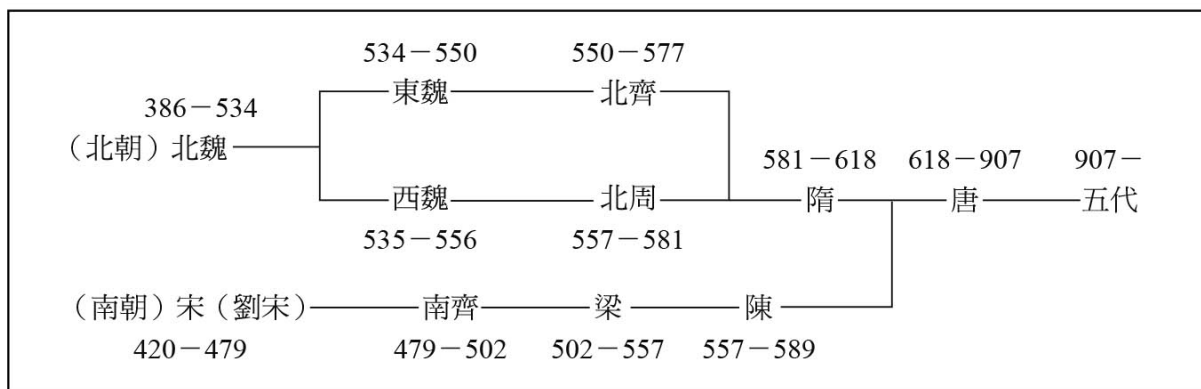 534－550 550－577
東魏 北齊
386－534
（北朝）北魏
581－618 618－907 907－
西魏 北周 隋 唐 五代
535－556 557－581
（南朝）宋（劉宋） 南齊 梁 陳
420－479 479－502 502－557 557－589